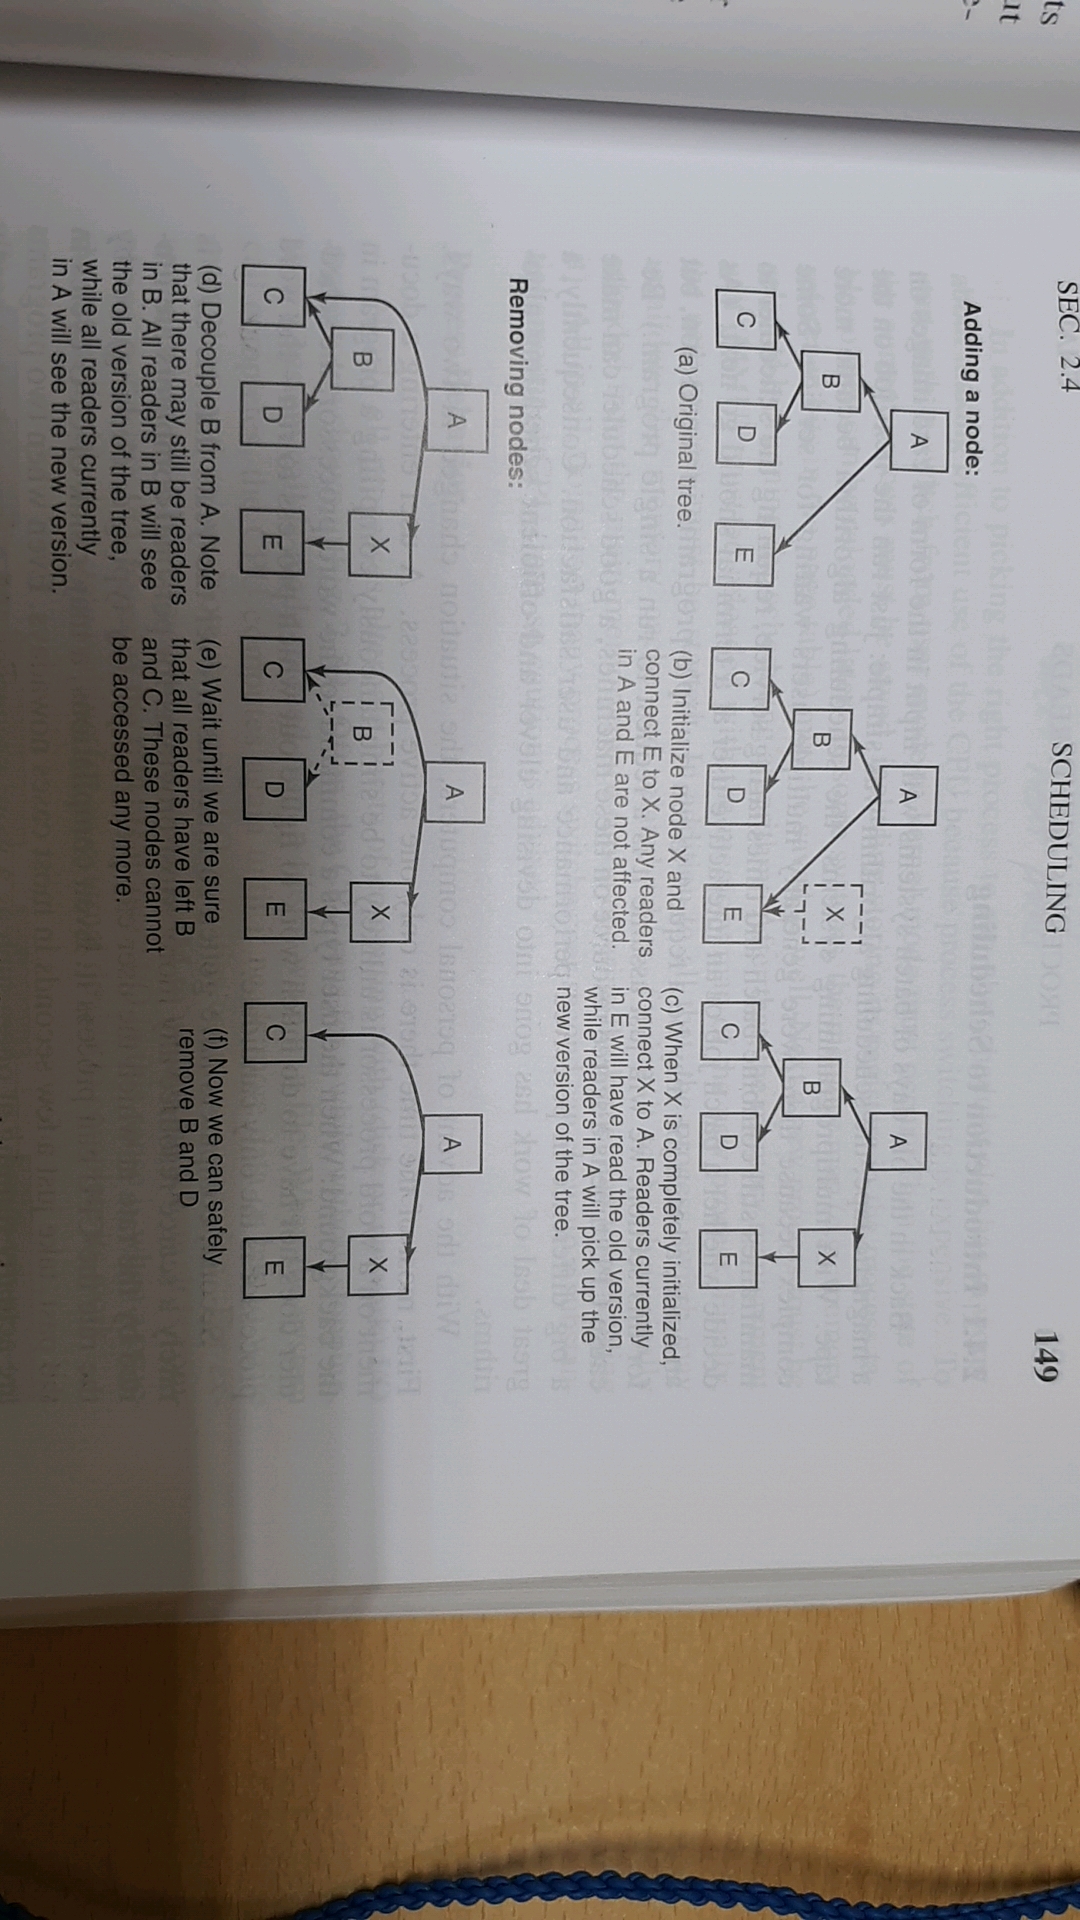 SEC. 2.4 SCHEDULING 149
Adding a node:
A
B
C D E
(a) Original tree.
A
B X
C D E
(b) Initialize node X and
connect E to X. Any readers
in A and E are not affected.
A
B X
C D E
(c) When X is completely initialized,
connect X to A. Readers currently
in E will have read the old version,
while readers in A will pick up the
new version of the tree.
Removing nodes:
A
B X
C D E
(d) Decouple B from A. Note
that there may still be readers
in B. All readers in B will see
the old version of the tree,
while all readers currently
in A will see the new version.
A
B X
C D E
(e) Wait until we are sure
that all readers have left B
and C. These nodes cannot
be accessed any more.
A
X
C E
(f) Now we can safely
remove B and D